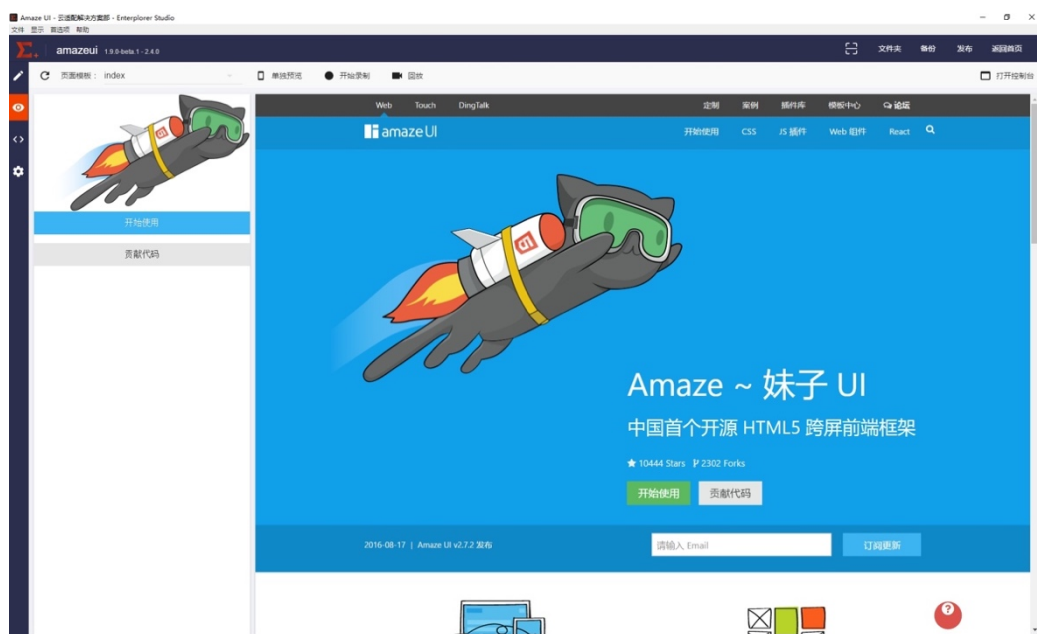 Amaze UI - 云适配解决方案部 - Enterplorer Studio
文件 显示 首选项 帮助
amazeui 1.9.0-beta.1 - 2.4.0
文件夹 备份 发布 返回首页
页面模板： index
单独预览 开始录制 回放
打开控制台
Web Touch DingTalk
定制 案例 插件库 模板中心 论坛
amaze UI
开始使用 CSS JS 插件 Web 组件 React
开始使用
贡献代码
5
Amaze ~ 妹子 UI
中国首个开源 HTML5 跨屏前端框架
10444 Stars 2302 Forks
开始使用 贡献代码
2016-08-17 | Amaze UI v2.7.2 发布
请输入 Email
订阅更新
?